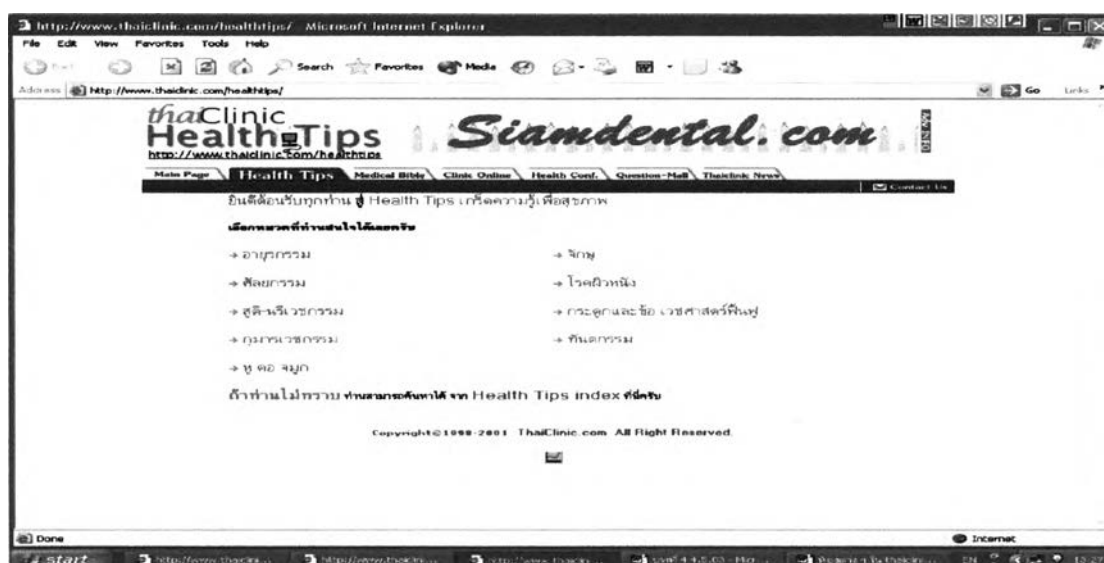 http://www.thaiclinic.com/healthtips/ Microsoft Internet Explorer
File Edit View Favorites Tools Help
Search Favorites Media
Address http://www.thaiclinic.com/healthtips/ Go Links
thaiClinic
Health Tips
http://www.thaiclinic.com/healthtips
Siamdental.com
Main Page Health Tips Medical Bible Clinic Online Health Conf. Question-Mall Thaiclinic News
Contact Us
ยินดีต้อนรับทุกท่าน สู่ Health Tips เกร็ดความรู้เพื่อสุขภาพ
เลือกหมวดที่ท่านสนใจได้เลยครับ
→ อายุรกรรม → จักษุ
→ ศัลยกรรม → โรคผิวหนัง
→ สูติ-นรีเวชกรรม → กระดูกและข้อ เวชศาสตร์ฟื้นฟู
→ กุมารเวชกรรม → ทันตกรรม
→ หู คอ จมูก
ถ้าท่านไม่ทราบ ท่านสามารถค้นหาได้ จาก Health Tips index ที่นี่ครับ
Copyright©1998-2001 ThaiClinic.com All Right Reserved.
Done Internet
start EN